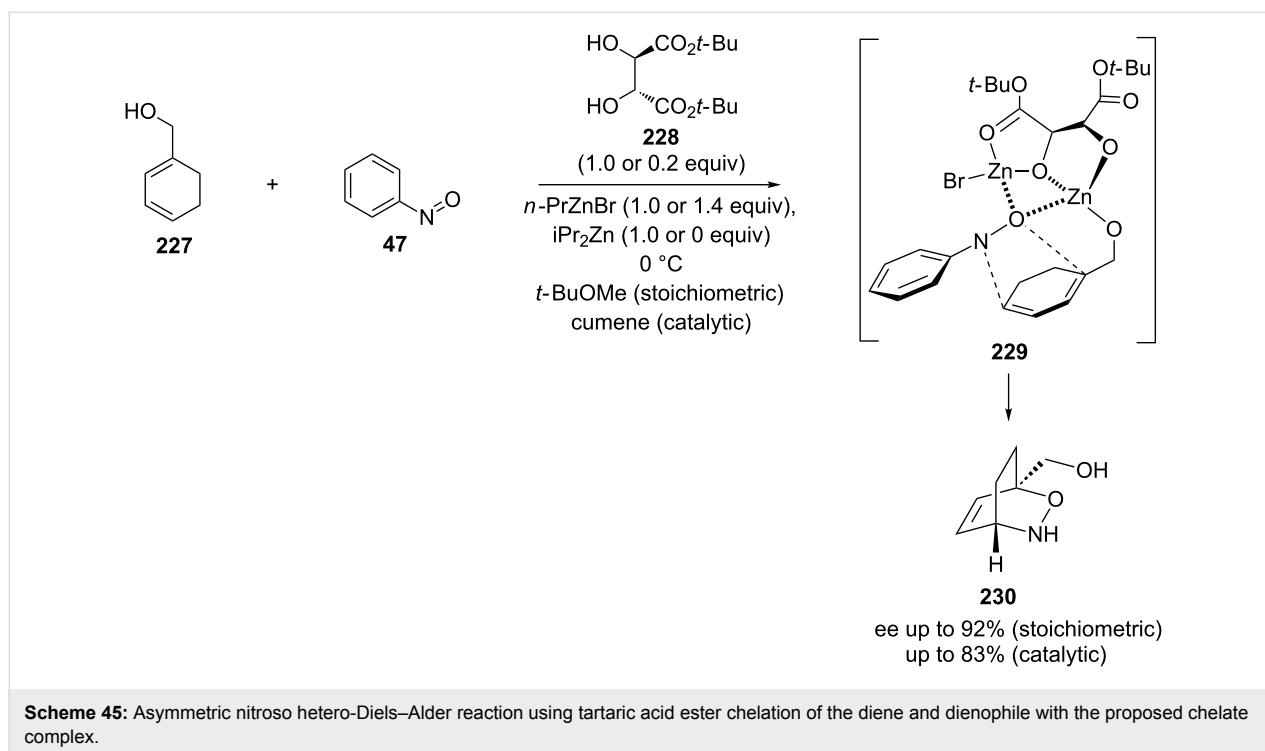 HO
227
+
N
O
47
HO CO2t-Bu
HO CO2t-Bu
228
(1.0 or 0.2 equiv)
n-PrZnBr (1.0 or 1.4 equiv),
iPr2Zn (1.0 or 0 equiv)
0 °C
t-BuOMe (stoichiometric)
cumene (catalytic)
Ot-Bu
t-BuO
O
O
O
Br Zn O
Zn
N O O
229
OH
O
NH
H
230
ee up to 92% (stoichiometric)
up to 83% (catalytic)
Scheme 45: Asymmetric nitroso hetero-Diels–Alder reaction using tartaric acid ester chelation of the diene and dienophile with the proposed chelate
complex.